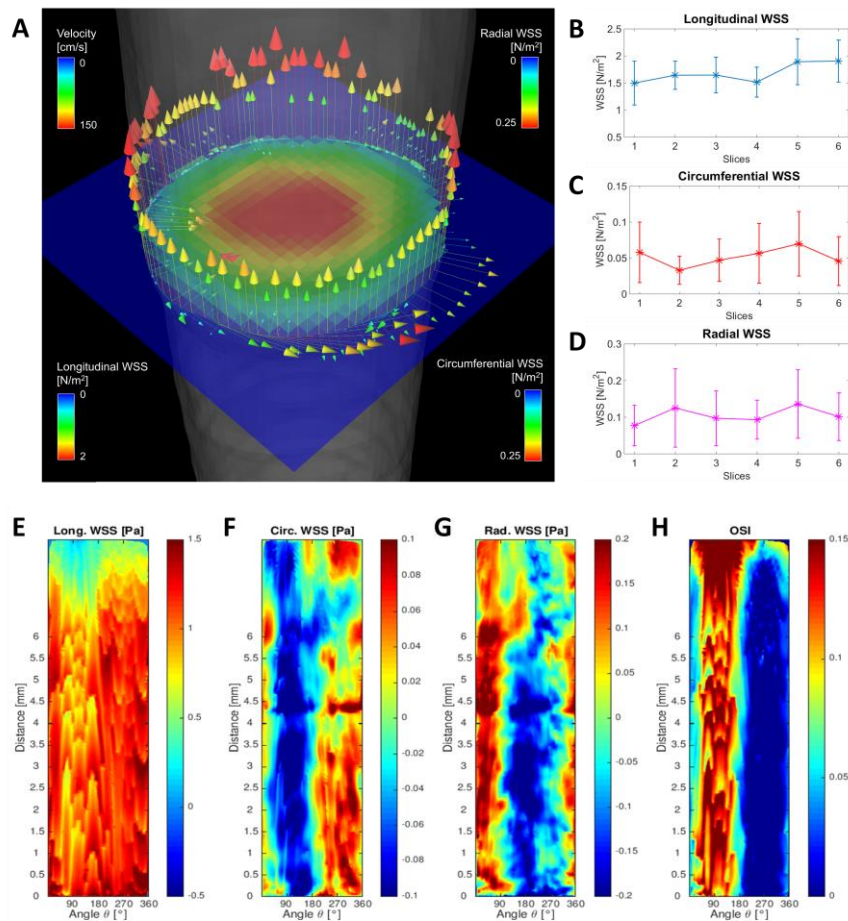 A
Velocity
[cm/s]
0
150
Radial WSS
[N/m²]
0
0.25
Longitudinal WSS
[N/m²]
0
2
Circumferential WSS
[N/m²]
0
0.25
B
Longitudinal WSS
WSS [N/m²]
2.5
2
1.5
1
0.5
1 2 3 4 5 6
Slices
C
Circumferential WSS
WSS [N/m²]
0.15
0.1
0.05
0
1 2 3 4 5 6
Slices
D
Radial WSS
WSS [N/m²]
0.3
0.2
0.1
0
1 2 3 4 5 6
Slices
E
Long. WSS [Pa]
Distance [mm]
6
5.5
5
4.5
4
3.5
3
2.5
2
1.5
1
0.5
0
90 180 270 360
Angle θ [°]
1.5
1
0.5
0
-0.5
F
Circ. WSS [Pa]
Distance [mm]
6
5.5
5
4.5
4
3.5
3
2.5
2
1.5
1
0.5
0
90 180 270 360
Angle θ [°]
0.1
0.08
0.06
0.04
0.02
0
-0.02
-0.04
-0.06
-0.08
-0.1
G
Rad. WSS [Pa]
Distance [mm]
6
5.5
5
4.5
4
3.5
3
2.5
2
1.5
1
0.5
0
90 180 270 360
Angle θ [°]
0.2
0.15
0.1
0.05
0
-0.05
-0.1
-0.15
-0.2
H
OSI
Distance [mm]
6
5.5
5
4.5
4
3.5
3
2.5
2
1.5
1
0.5
0
90 180 270 360
Angle θ [°]
0.15
0.1
0.05
0